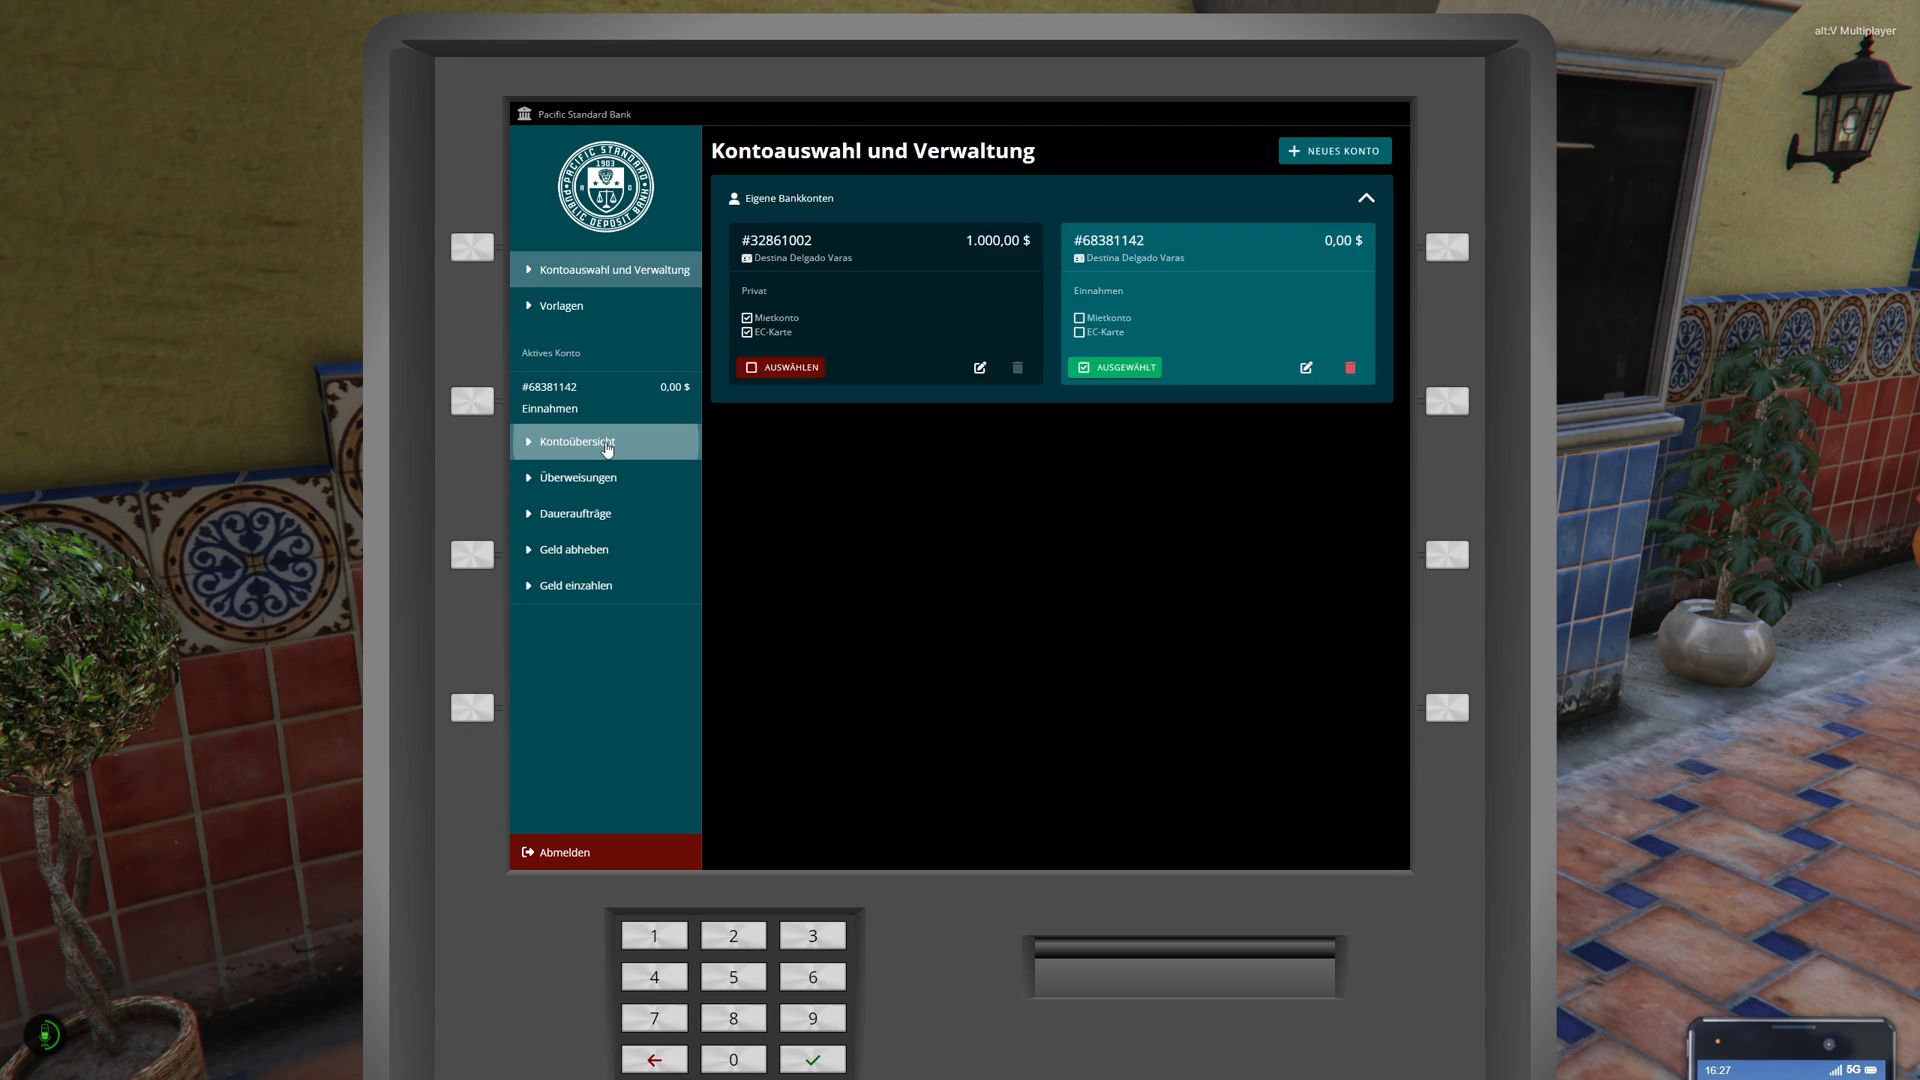 alt:V Multiplayer
Pacific Standard Bank
PACIFIC STANDARD
1903
PUBLIC DEPOSIT BANK
Kontoauswahl und Verwaltung
NEUES KONTO
Kontoauswahl und Verwaltung
Vorlagen
Aktives Konto
#68381142 0,00 $
Einnahmen
Kontoübersicht
Überweisungen
Daueraufträge
Geld abheben
Geld einzahlen
Abmelden
Eigene Bankkonten
#32861002 1.000,00 $
Destina Delgado Varas
Privat
Mietkonto
EC-Karte
AUSWÄHLEN
#68381142 0,00 $
Destina Delgado Varas
Einnahmen
Mietkonto
EC-Karte
AUSGEWÄHLT
1 2 3
4 5 6
7 8 9
0
16:27 5G